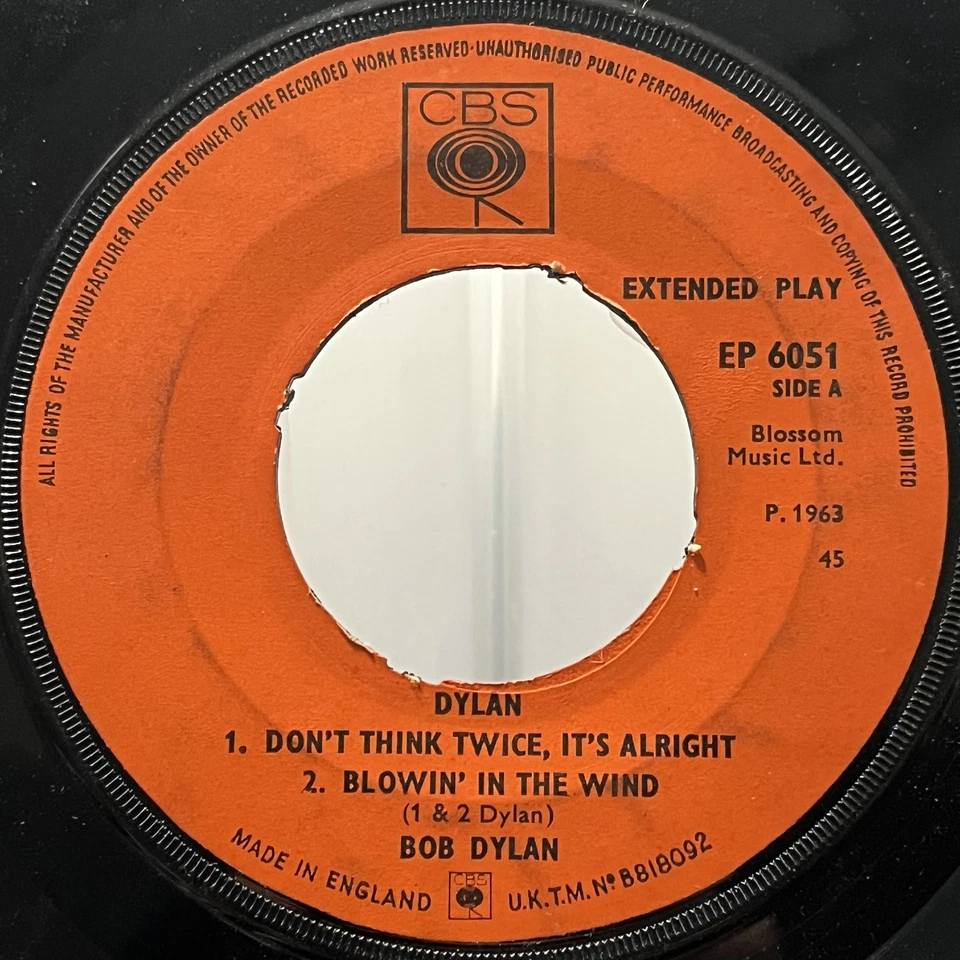 ALL RIGHTS OF THE MANUFACTURER AND OF THE OWNER OF THE RECORDED WORK RESERVED·UNAUTHORISED PUBLIC PERFORMANCE BROADCASTING AND COPYING OF THIS RECORD PROHIBITED
CBS
EXTENDED PLAY
EP 6051
SIDE A
Blossom
Music Ltd.
P. 1963
45
DYLAN
1. DON'T THINK TWICE, IT'S ALRIGHT
2. BLOWIN' IN THE WIND
(1 & 2 Dylan)
BOB DYLAN
MADE IN ENGLAND CBS U.K.T.M. Nº B818092